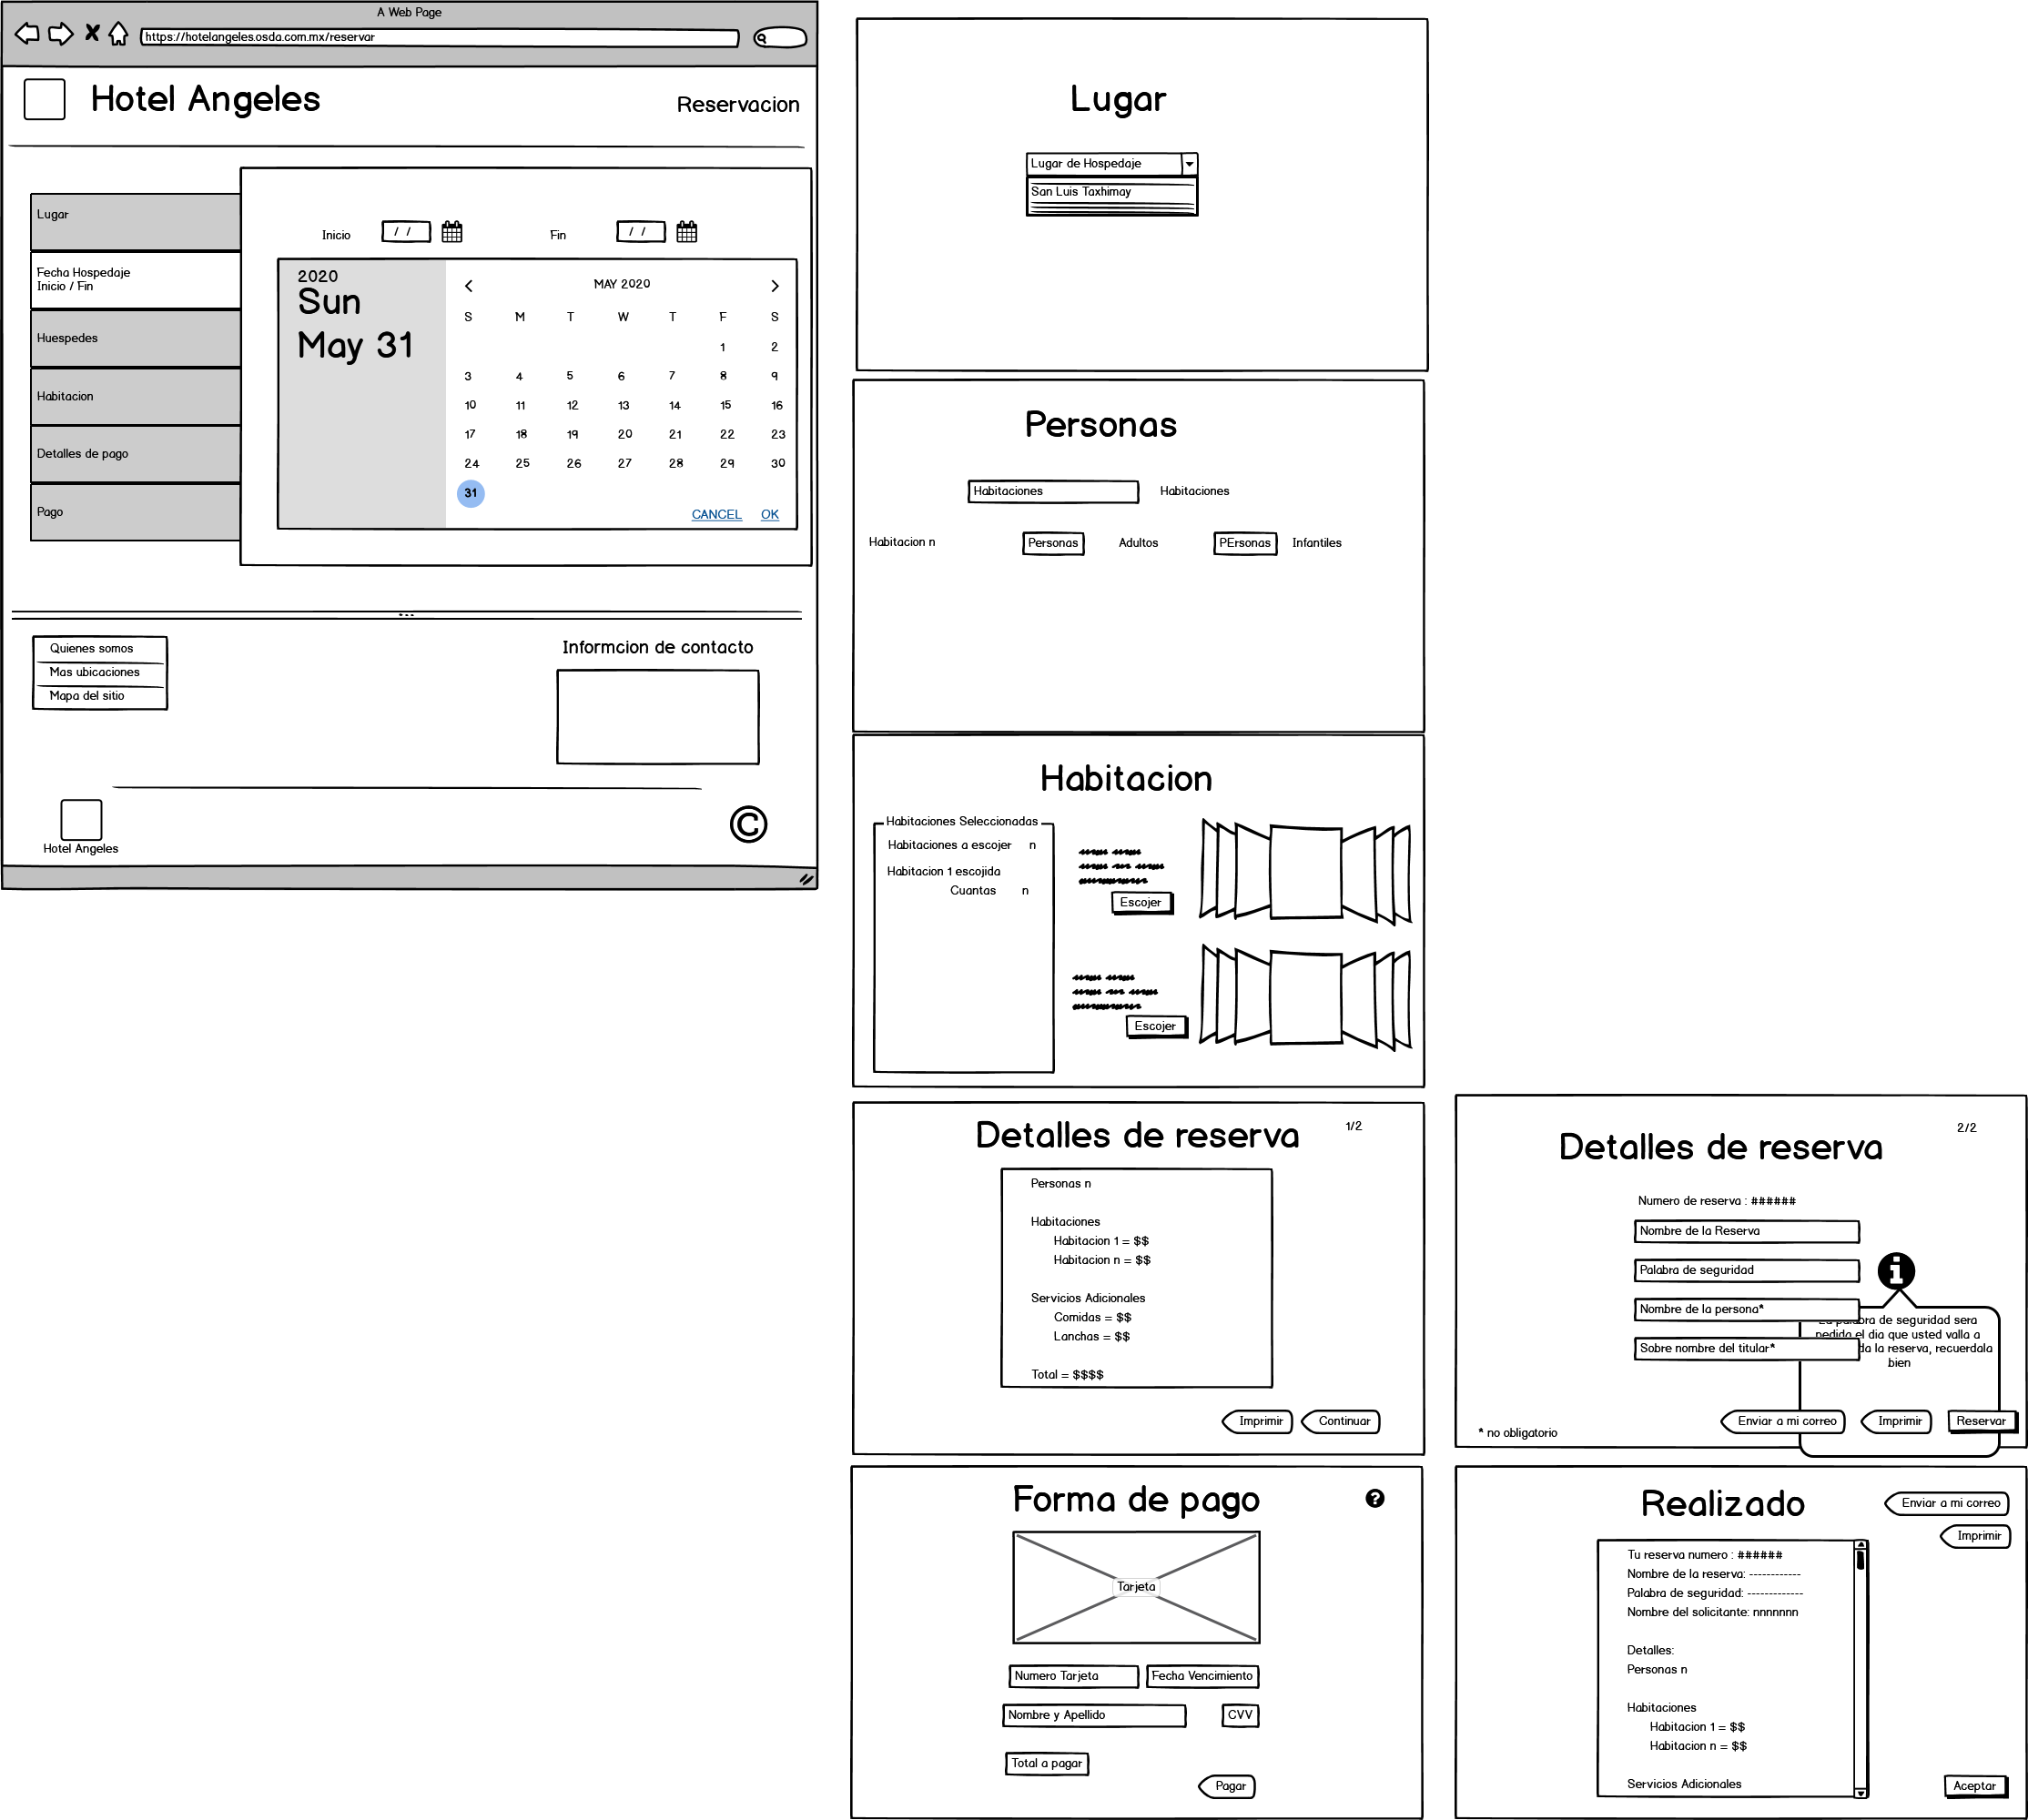 A Web Page
https://hotelangeles.osda.com.mx/reservar
Hotel Angeles
Reservacion
Lugar
Fecha Hospedaje
Inicio / Fin
Huespedes
Habitacion
Detalles de pago
Pago
Inicio / / Fin / /
2020
Sun
May 31
MAY 2020
S M T W T F S
1 2
3 4 5 6 7 8 9
10 11 12 13 14 15 16
17 18 19 20 21 22 23
24 25 26 27 28 29 30
31
CANCEL OK
Quienes somos
Mas ubicaciones
Mapa del sitio
Informcion de contacto
Hotel Angeles
©
Lugar
Lugar de Hospedaje
San Luis Taxhimay
Personas
Habitaciones Habitaciones
Habitacion n Personas Adultos PErsonas Infantiles
Habitacion
Habitaciones Seleccionadas
Habitaciones a escojer n
Habitacion 1 escojida
Cuantas n
Escojer
Escojer
Detalles de reserva
1/2
Personas n
Habitaciones
Habitacion 1 = $$
Habitacion n = $$
Servicios Adicionales
Comidas = $$
Lanchas = $$
Total = $$$$
Imprimir Continuar
Detalles de reserva
2/2
Numero de reserva : ######
Nombre de la Reserva
Palabra de seguridad
Nombre de la persona*
Sobre nombre del titular*
de seguridad sera
el dia que usted valla a
la reserva, recuerdala
bien
Enviar a mi correo Imprimir Reservar
* no obligatorio
Forma de pago
?
Tarjeta
Numero Tarjeta Fecha Vencimiento
Nombre y Apellido CVV
Total a pagar
Pagar
Realizado
Enviar a mi correo
Imprimir
Tu reserva numero : ######
Nombre de la reserva: ------------
Palabra de seguridad: -------------
Nombre del solicitante: nnnnnnn
Detalles:
Personas n
Habitaciones
Habitacion 1 = $$
Habitacion n = $$
Servicios Adicionales
Aceptar